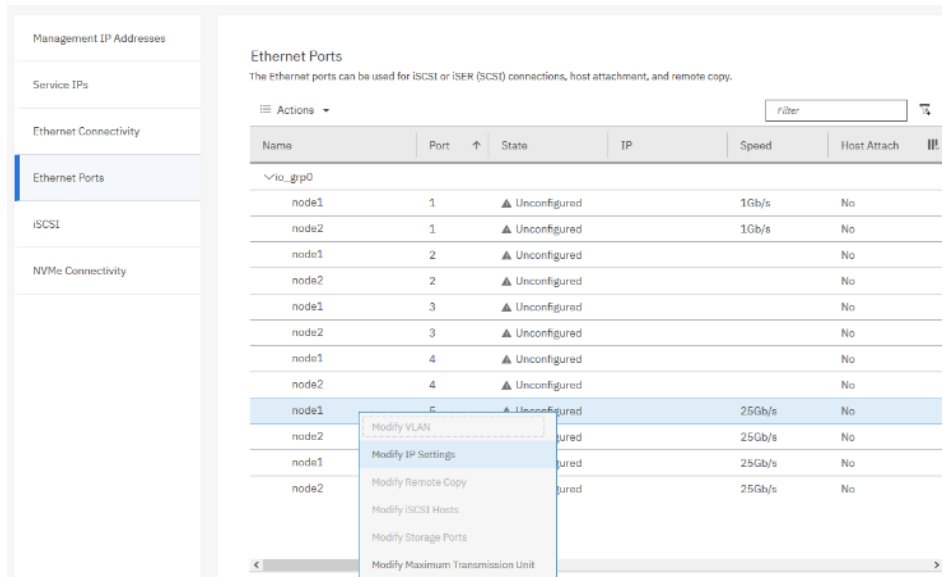 Management IP Addresses
Service IPs
Ethernet Connectivity
Ethernet Ports
iSCSI
NVMe Connectivity
Ethernet Ports
The Ethernet ports can be used for iSCSI or iSER (SCSI) connections, host attachment, and remote copy.
Actions
Filter
Name Port State IP Speed Host Attach
io_grp0
node1 1 Unconfigured 1Gb/s No
node2 1 Unconfigured 1Gb/s No
node1 2 Unconfigured No
node2 2 Unconfigured No
node1 3 Unconfigured No
node2 3 Unconfigured No
node1 4 Unconfigured No
node2 4 Unconfigured No
node1 5 Unconfigured 25Gb/s No
node2 gured 25Gb/s No
node1 gured 25Gb/s No
node2 gured 25Gb/s No
Modify VLAN
Modify IP Settings
Modify Remote Copy
Modify iSCSI Hosts
Modify Storage Ports
Modify Maximum Transmission Unit